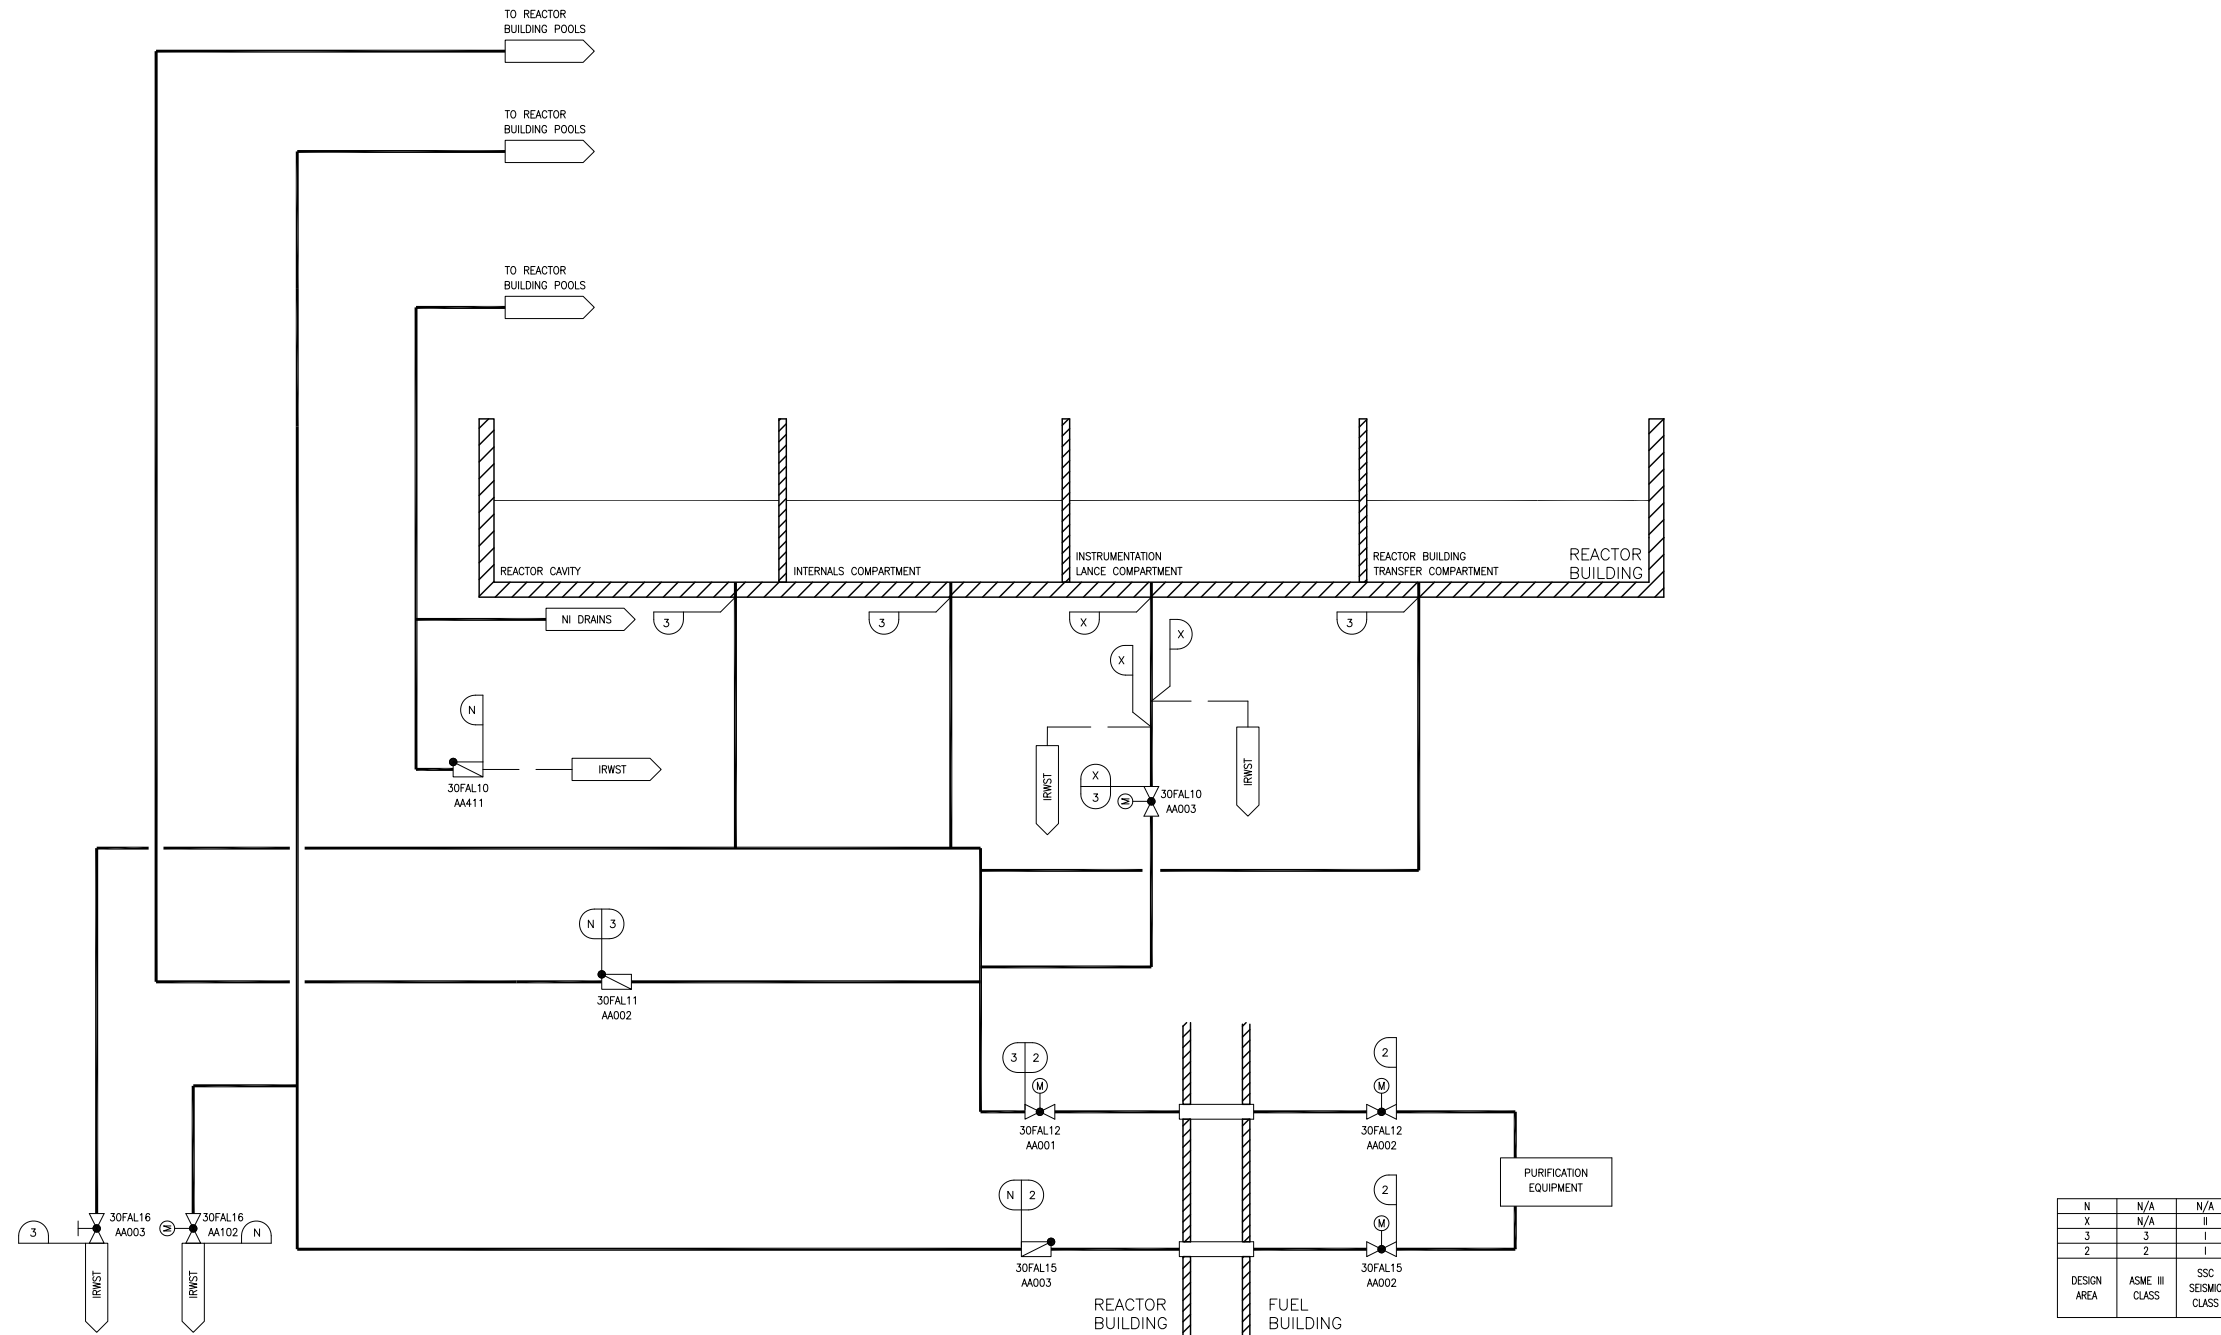 TO REACTOR
BUILDING POOLS
TO REACTOR
BUILDING POOLS
TO REACTOR
BUILDING POOLS
REACTOR CAVITY
INTERNALS COMPARTMENT
INSTRUMENTATION
LANCE COMPARTMENT
REACTOR BUILDING
TRANSFER COMPARTMENT
REACTOR
BUILDING
NI DRAINS
3
3
X
X
3
X
N
IRWST
30FAL10
AA411
IRWST
X
3
M
30FAL10
AA003
IRWST
N 3
30FAL11
AA002
3 2
M
30FAL12
AA001
2
M
30FAL12
AA002
PURIFICATION
EQUIPMENT
N 2
30FAL15
AA003
2
M
30FAL15
AA002
3
30FAL16
AA003
IRWST
M
30FAL16
AA102
N
IRWST
REACTOR
BUILDING
FUEL
BUILDING
N N/A N/A
X N/A II
3 3 I
2 2 I
DESIGN
AREA
ASME III
CLASS
SSC
SEISMIC
CLASS